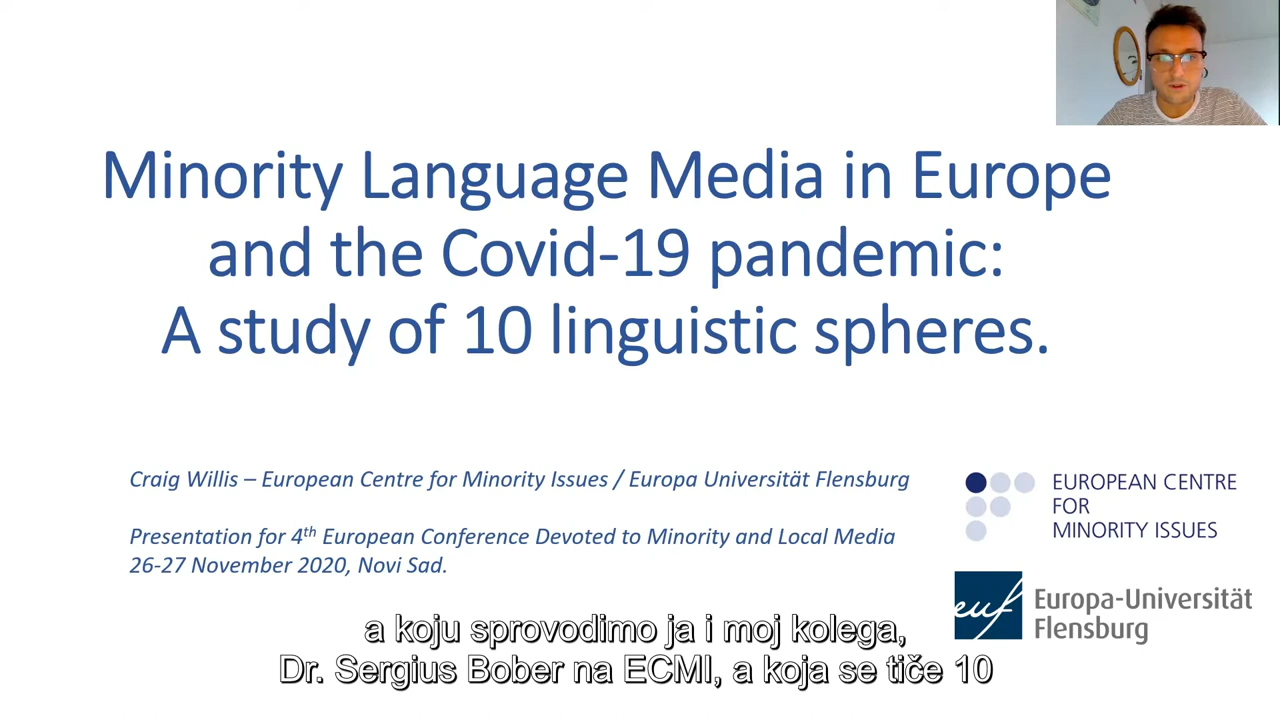 Minority Language Media in Europe
and the Covid-19 pandemic:
A study of 10 linguistic spheres.
Craig Willis – European Centre for Minority Issues / Europa Universität Flensburg
Presentation for 4th European Conference Devoted to Minority and Local Media
26-27 November 2020, Novi Sad.
EUROPEAN CENTRE
FOR
MINORITY ISSUES
euf
Europa-Universität
Flensburg
a koju sprovodimo ja i moj kolega,
Dr. Sergius Bober na ECMI, a koja se tiče 10